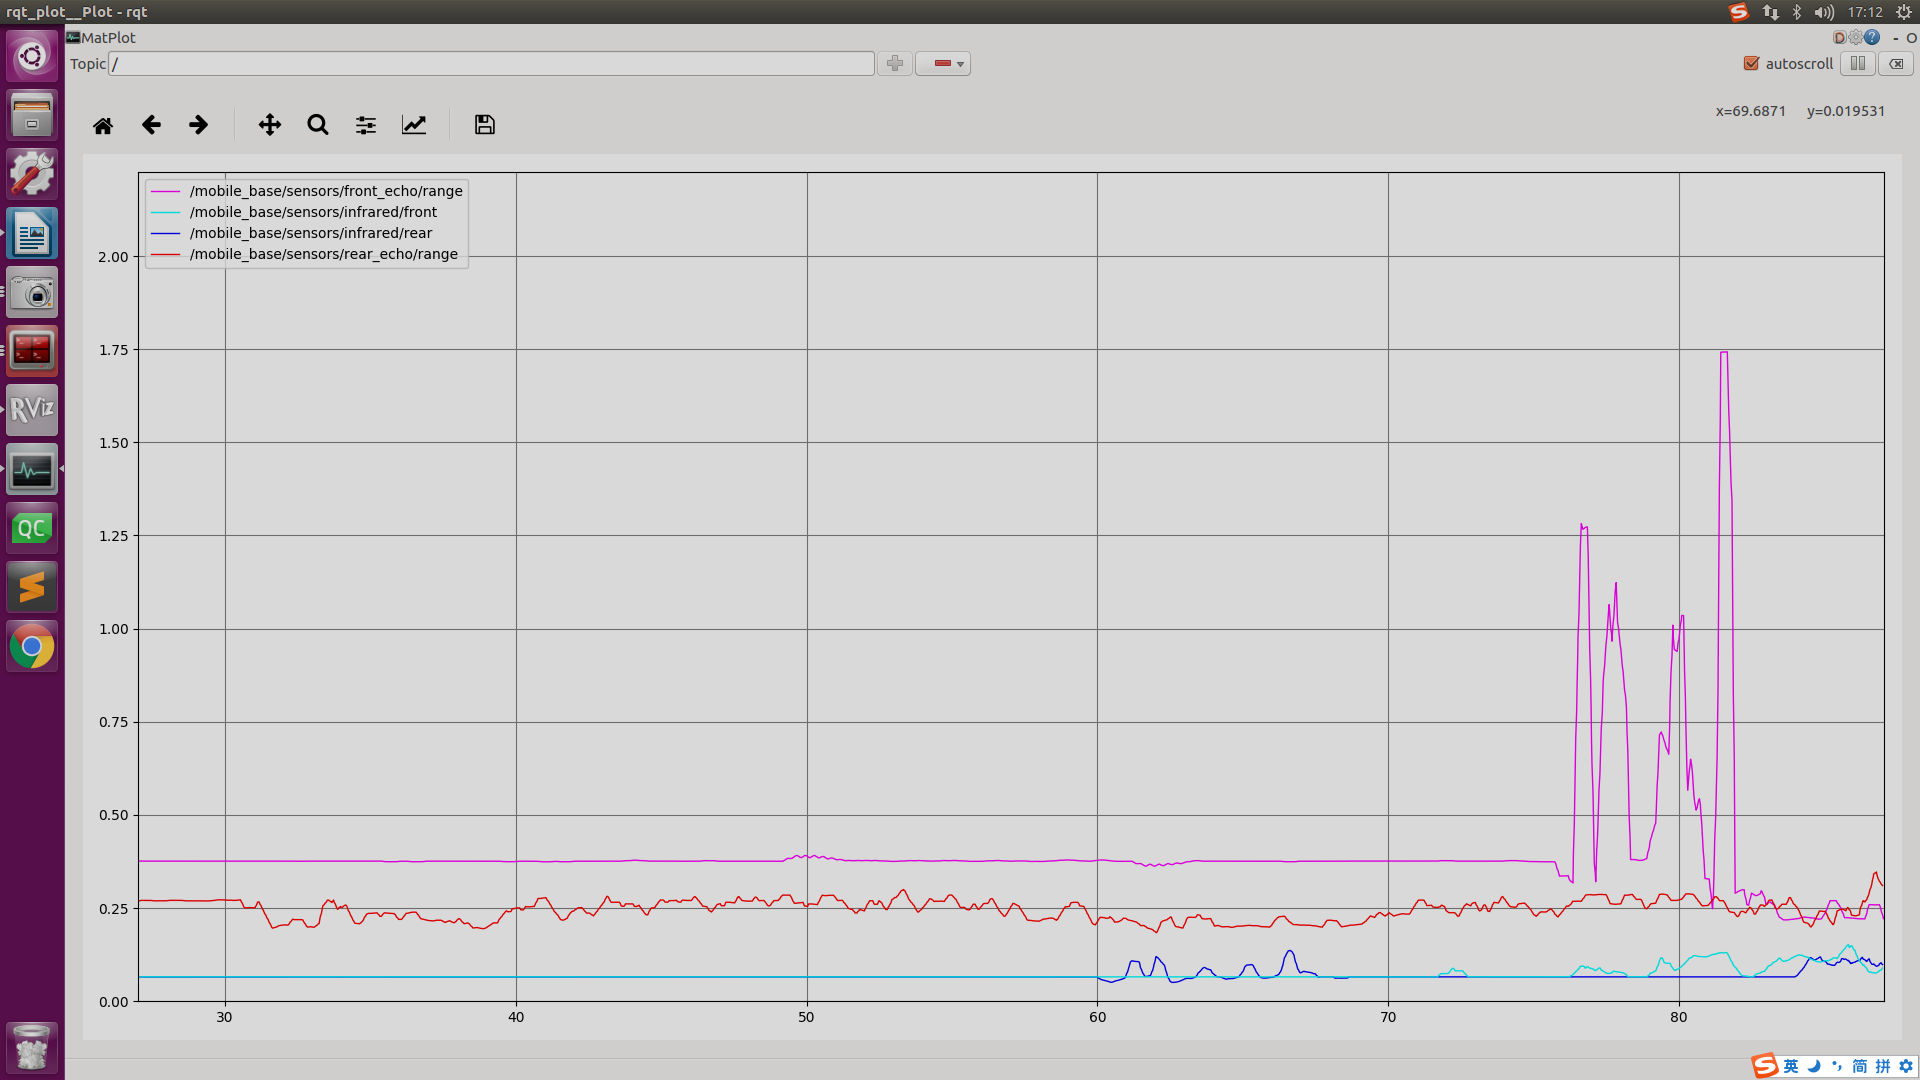 rqt_plot__Plot - rqt
17:12
MatPlot
D
- O
Topic /
autoscroll
x=69.6871 y=0.019531
/mobile_base/sensors/front_echo/range
/mobile_base/sensors/infrared/front
/mobile_base/sensors/infrared/rear
/mobile_base/sensors/rear_echo/range
2.00
1.75
1.50
1.25
1.00
0.75
0.50
0.25
0.00
30 40 50 60 70 80
RViz
QC
英 简 拼